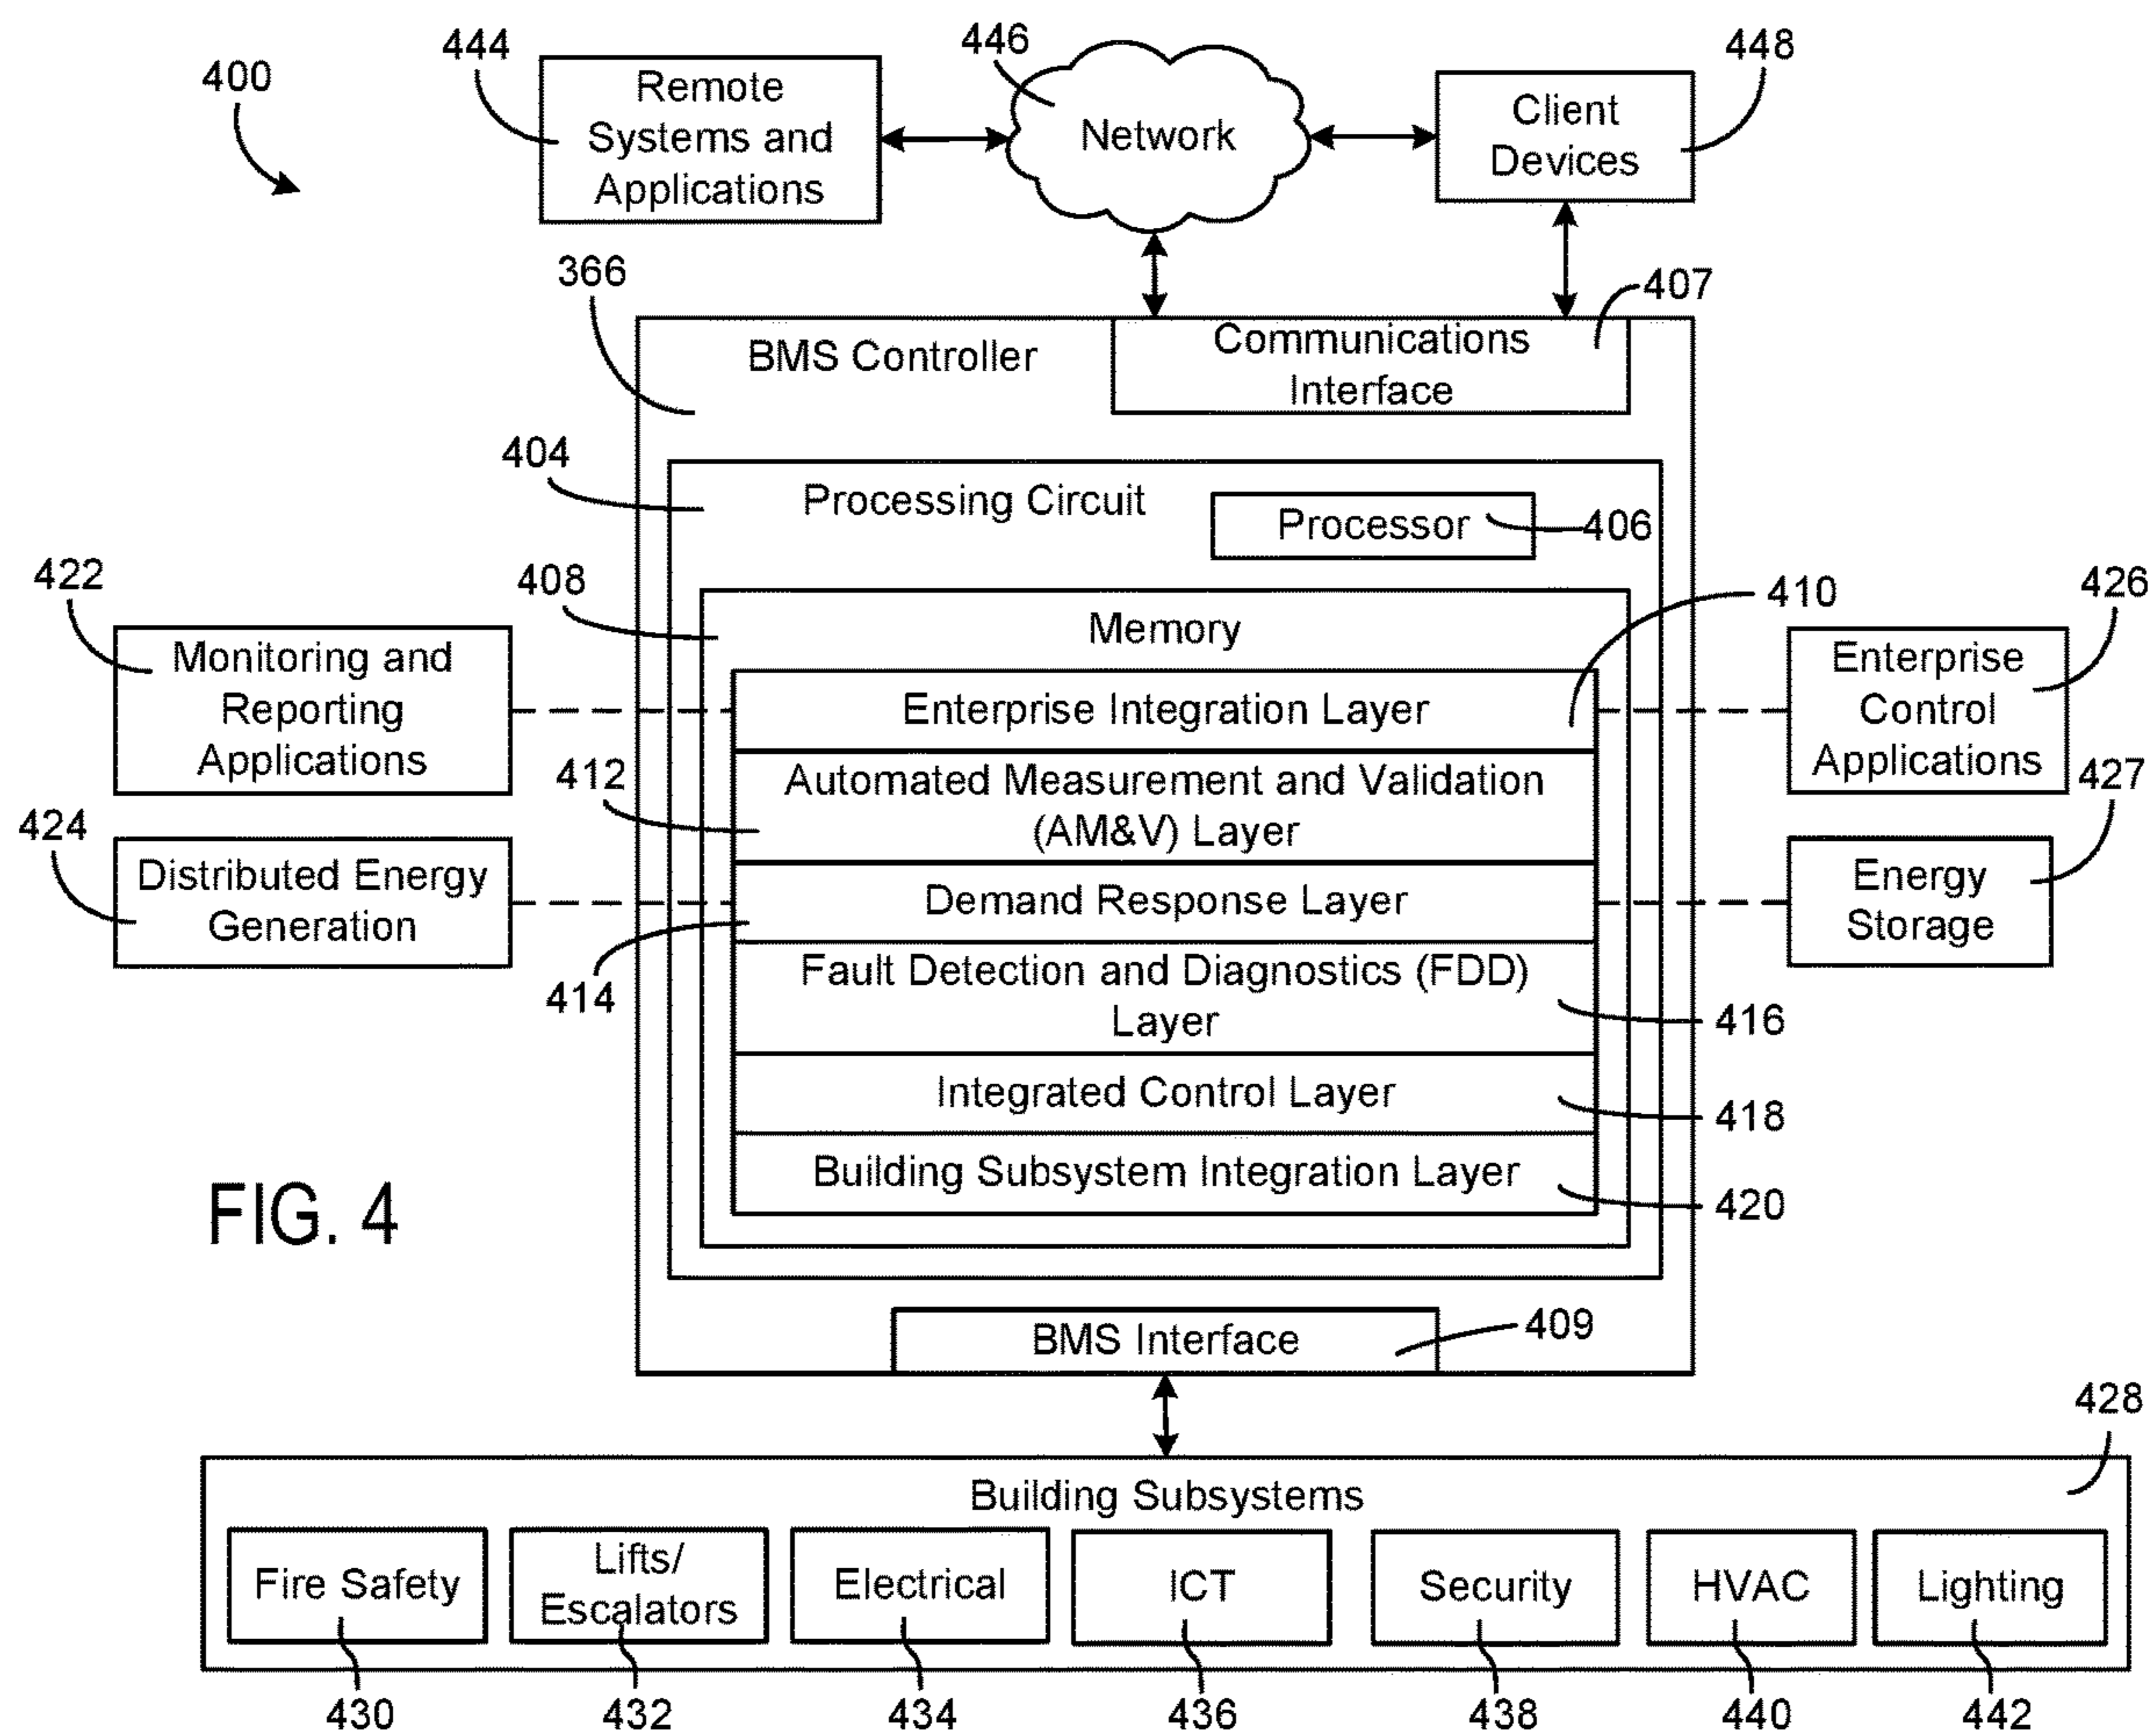 400
444
Remote
Systems and
Applications
446
Network
448
Client
Devices
366
BMS Controller
407
Communications
Interface
404
Processing Circuit
Processor
406
408
Memory
410
422
Monitoring and
Reporting
Applications
Enterprise Integration Layer
426
Enterprise
Control
Applications
412
Automated Measurement and Validation
(AM&V) Layer
427
424
Distributed Energy
Generation
Demand Response Layer
Energy
Storage
414
Fault Detection and Diagnostics (FDD)
Layer
416
Integrated Control Layer
418
Building Subsystem Integration Layer
420
FIG. 4
BMS Interface
409
428
Building Subsystems
Fire Safety
Lifts/
Escalators
Electrical
ICT
Security
HVAC
Lighting
430
432
434
436
438
440
442